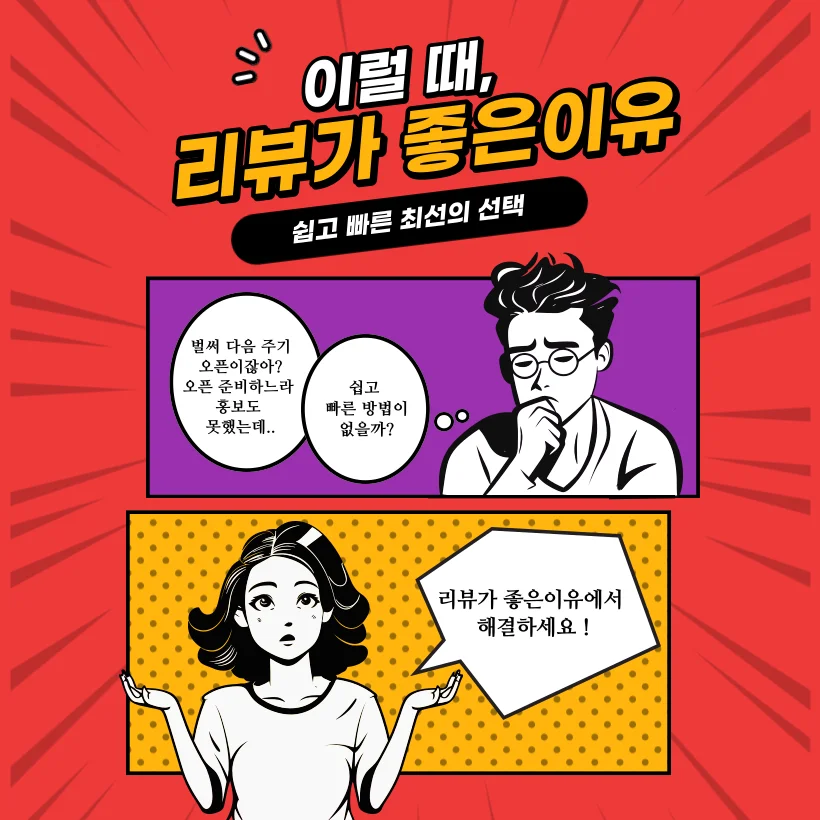 이럴 때,
리뷰가 좋은이유
쉽고 빠른 최선의 선택
벌써 다음 주기
오픈이잖아?
오픈 준비하느라
홍보도
못했는데..
쉽고
빠른 방법이
없을까?
리뷰가 좋은이유에서
해결하세요 !